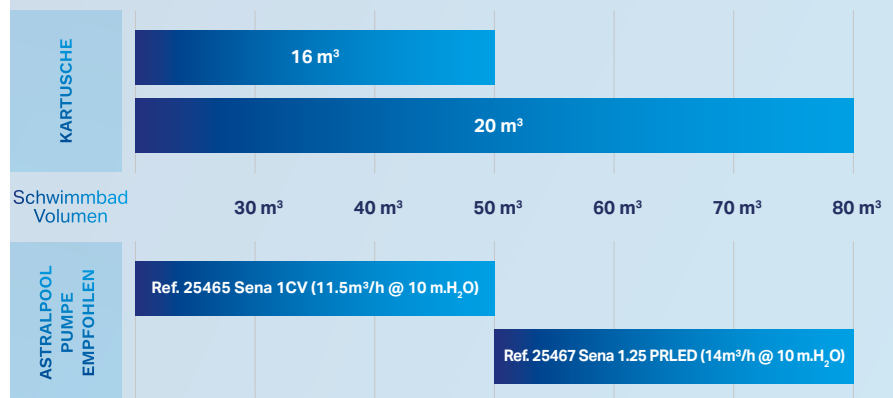 KARTUSCHE
16 m³
20 m³
Schwimmbad
Volumen
30 m³
40 m³
50 m³
60 m³
70 m³
80 m³
ASTRALPOOL
PUMPE
EMPFOHLEN
Ref. 25465 Sena 1CV (11.5m³/h @ 10 m.H₂O)
Ref. 25467 Sena 1.25 PRLED (14m³/h @ 10 m.H₂O)